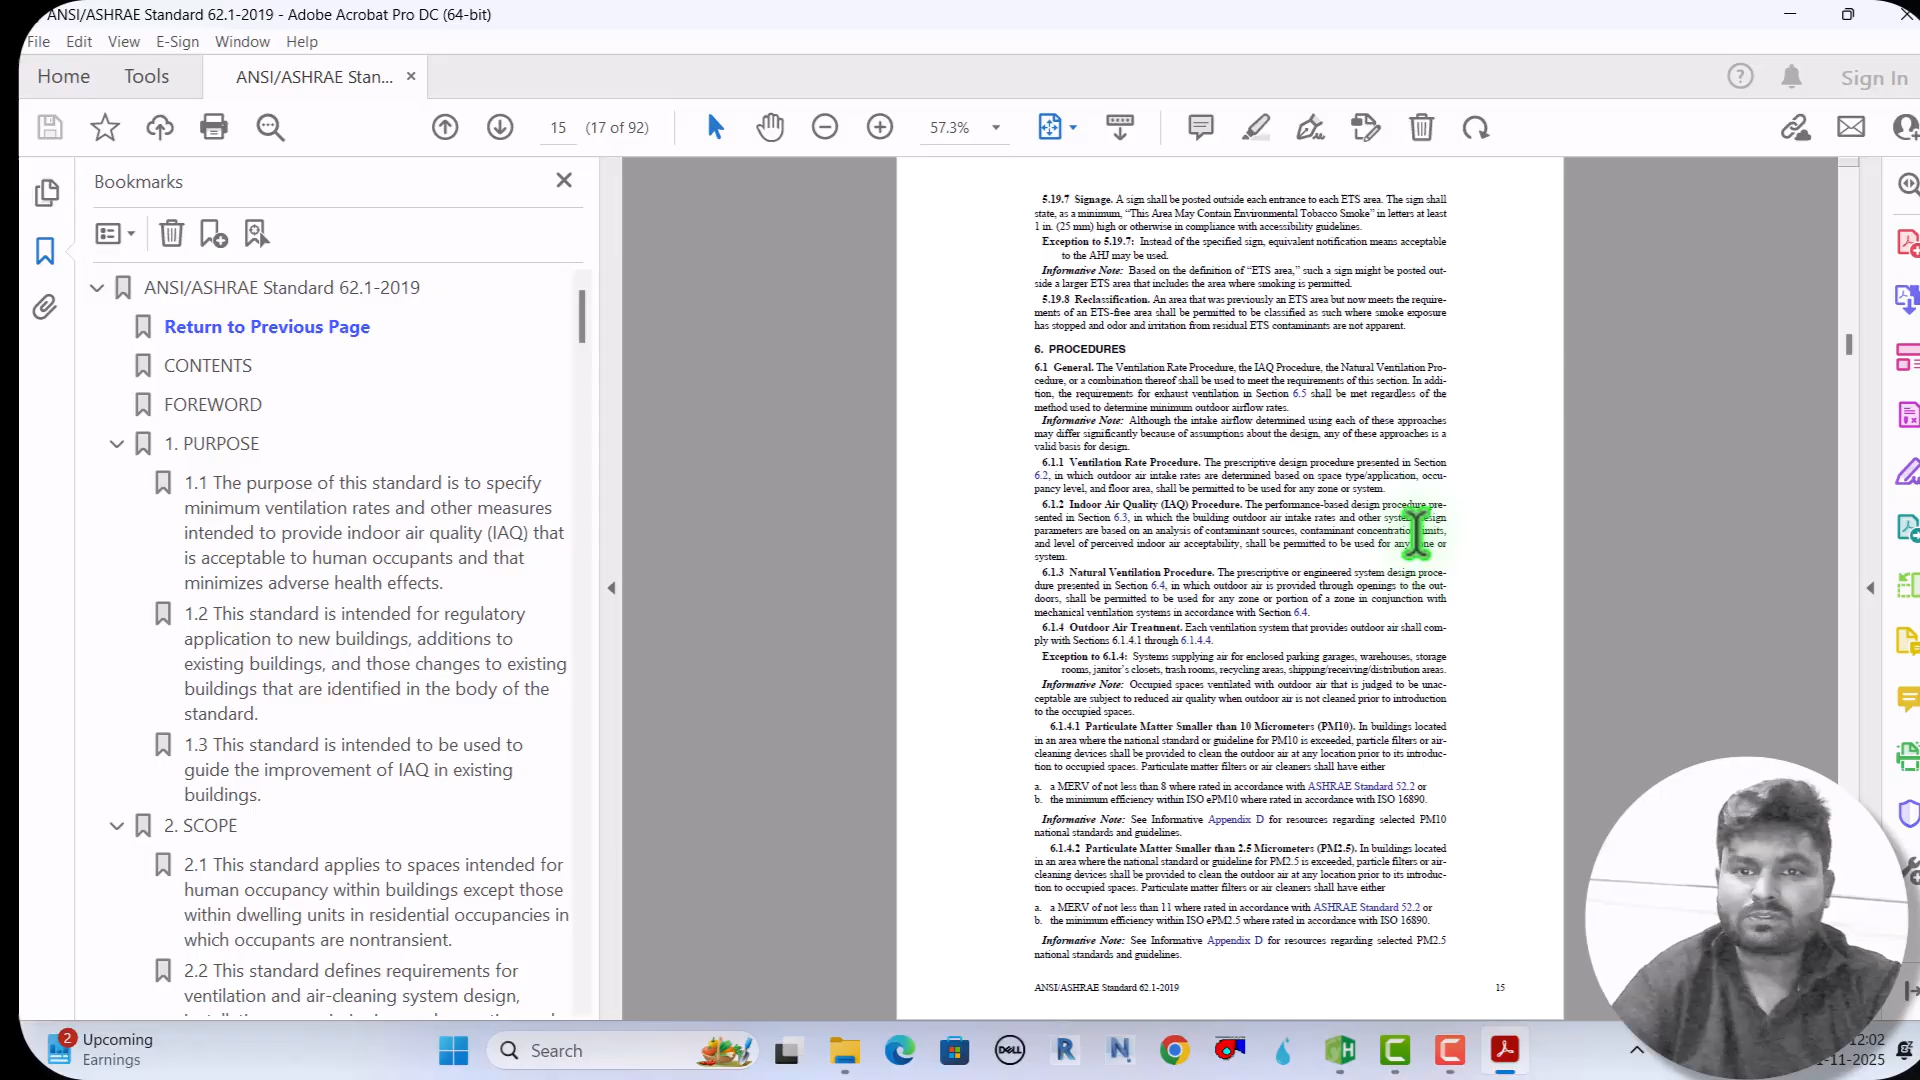 ANSI/ASHRAE Standard 62.1-2019 - Adobe Acrobat Pro DC (64-bit)
File Edit View E-Sign Window Help
Home Tools ANSI/ASHRAE Stan... ×
Sign In
15 (17 of 92)
57.3%
Bookmarks
ANSI/ASHRAE Standard 62.1-2019
Return to Previous Page
CONTENTS
FOREWORD
1. PURPOSE
1.1 The purpose of this standard is to specify
minimum ventilation rates and other measures
intended to provide indoor air quality (IAQ) that
is acceptable to human occupants and that
minimizes adverse health effects.
1.2 This standard is intended for regulatory
application to new buildings, additions to
existing buildings, and those changes to existing
buildings that are identified in the body of the
standard.
1.3 This standard is intended to be used to
guide the improvement of IAQ in existing
buildings.
2. SCOPE
2.1 This standard applies to spaces intended for
human occupancy within buildings except those
within dwelling units in residential occupancies in
which occupants are nontransient.
2.2 This standard defines requirements for
ventilation and air-cleaning system design,
5.19.7 Signage. A sign shall be posted outside each entrance to each ETS area. The sign shall
state, as a minimum, “This Area May Contain Environmental Tobacco Smoke” in letters at least
1 in. (25 mm) high or otherwise in compliance with accessibility guidelines.
Exception to 5.19.7: Instead of the specified sign, equivalent notification means acceptable
to the AHJ may be used.
Informative Note: Based on the definition of “ETS area,” such a sign might be posted out-
side a larger ETS area that includes the area where smoking is permitted.
5.19.8 Reclassification. An area that was previously an ETS area but now meets the require-
ments of an ETS-free area shall be permitted to be classified as such where smoke exposure
has stopped and odor and irritation from residual ETS contaminants are not apparent.
6. PROCEDURES
6.1 General. The Ventilation Rate Procedure, the IAQ Procedure, the Natural Ventilation Pro-
cedure, or a combination thereof shall be used to meet the requirements of this section. In addi-
tion, the requirements for exhaust ventilation in Section 6.5 shall be met regardless of the
method used to determine minimum outdoor airflow rates.
Informative Note: Although the intake airflow determined using each of these approaches
may differ significantly because of assumptions about the design, any of these approaches is a
valid basis for design.
6.1.1 Ventilation Rate Procedure. The prescriptive design procedure presented in Section
6.2, in which outdoor air intake rates are determined based on space type/application, occu-
pancy level, and floor area, shall be permitted to be used for any zone or system.
6.1.2 Indoor Air Quality (IAQ) Procedure. The performance-based design procedure pre-
sented in Section 6.3, in which the building outdoor air intake rates and other system design
parameters are based on an analysis of contaminant sources, contaminant concentration limits,
and level of perceived indoor air acceptability, shall be permitted to be used for any zone or
system.
6.1.3 Natural Ventilation Procedure. The prescriptive or engineered system design proce-
dure presented in Section 6.4, in which outdoor air is provided through openings to the out-
doors, shall be permitted to be used for any zone or portion of a zone in conjunction with
mechanical ventilation systems in accordance with Section 6.4.
6.1.4 Outdoor Air Treatment. Each ventilation system that provides outdoor air shall com-
ply with Sections 6.1.4.1 through 6.1.4.4.
Exception to 6.1.4: Systems supplying air for enclosed parking garages, warehouses, storage
rooms, janitor’s closets, trash rooms, recycling areas, shipping/receiving/distribution areas.
Informative Note: Occupied spaces ventilated with outdoor air that is judged to be unac-
ceptable are subject to reduced air quality when outdoor air is not cleaned prior to introduction
to the occupied spaces.
6.1.4.1 Particulate Matter Smaller than 10 Micrometers (PM10). In buildings located
in an area where the national standard or guideline for PM10 is exceeded, particle filters or air-
cleaning devices shall be provided to clean the outdoor air at any location prior to its introduc-
tion to occupied spaces. Particulate matter filters or air cleaners shall have either
a. a MERV of not less than 8 where rated in accordance with ASHRAE Standard 52.2 or
b. the minimum efficiency within ISO ePM10 where rated in accordance with ISO 16890.
Informative Note: See Informative Appendix D for resources regarding selected PM10
national standards and guidelines.
6.1.4.2 Particulate Matter Smaller than 2.5 Micrometers (PM2.5). In buildings located
in an area where the national standard or guideline for PM2.5 is exceeded, particle filters or air-
cleaning devices shall be provided to clean the outdoor air at any location prior to its introduc-
tion to occupied spaces. Particulate matter filters or air cleaners shall have either
a. a MERV of not less than 11 where rated in accordance with ASHRAE Standard 52.2 or
b. the minimum efficiency within ISO ePM2.5 where rated in accordance with ISO 16890.
Informative Note: See Informative Appendix D for resources regarding selected PM2.5
national standards and guidelines.
ANSI/ASHRAE Standard 62.1-2019 15
2 Upcoming
Earnings
Search
DELL
12:02
-11-2025